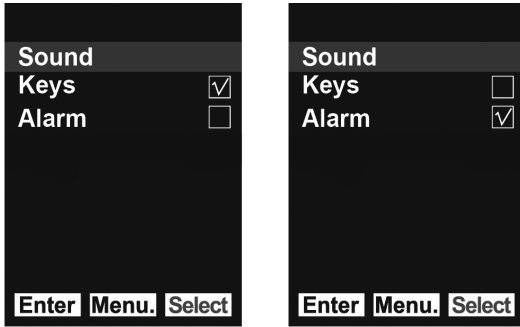 Sound
Keys √
Alarm
Enter Menu. Select
Sound
Keys
Alarm √
Enter Menu. Select